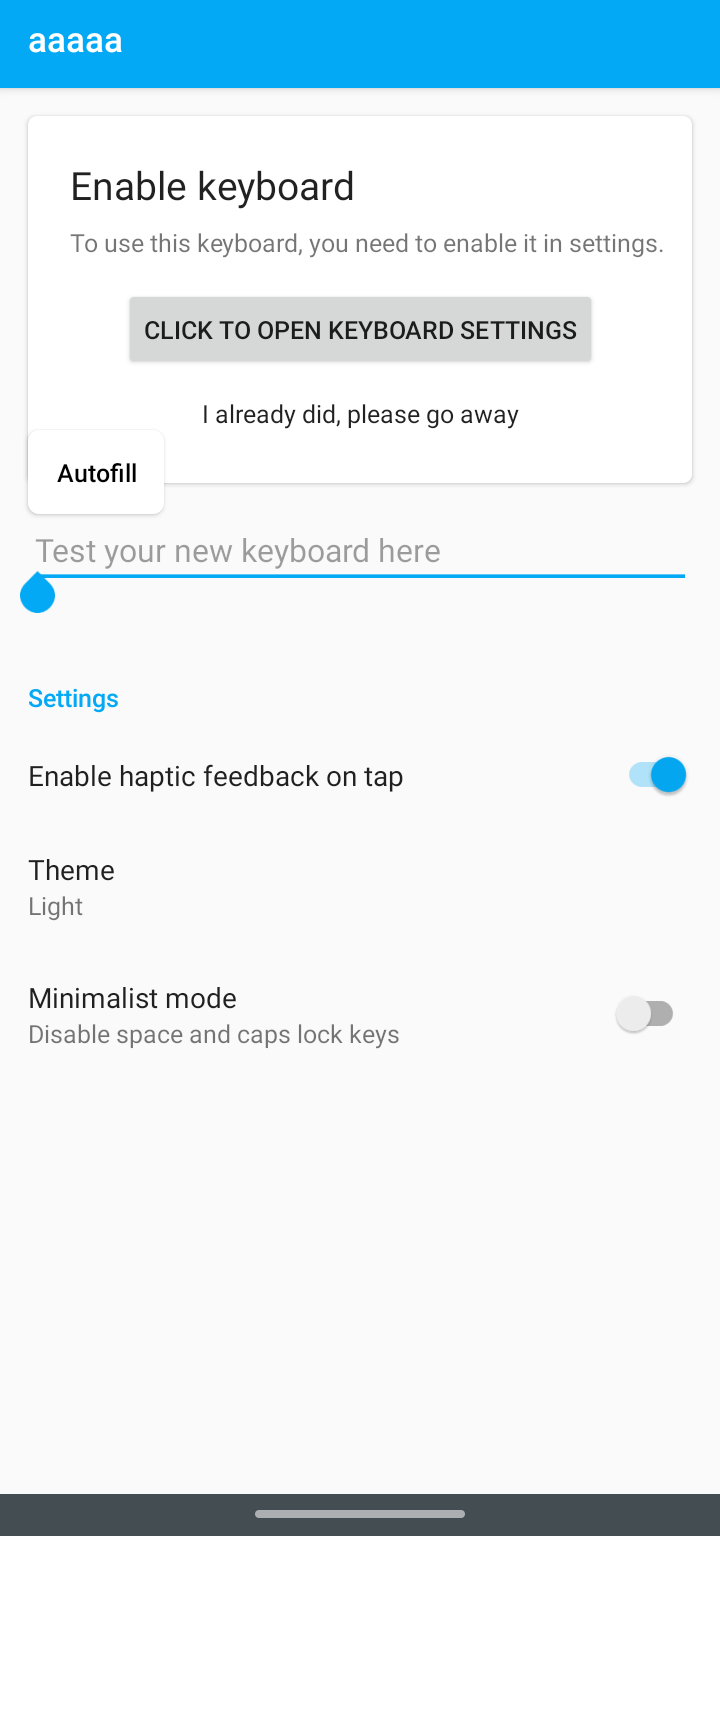 aaaaa
Enable keyboard
To use this keyboard, you need to enable it in settings.
CLICK TO OPEN KEYBOARD SETTINGS
I already did, please go away
Autofill
Test your new keyboard here
Settings
Enable haptic feedback on tap
Theme
Light
Minimalist mode
Disable space and caps lock keys